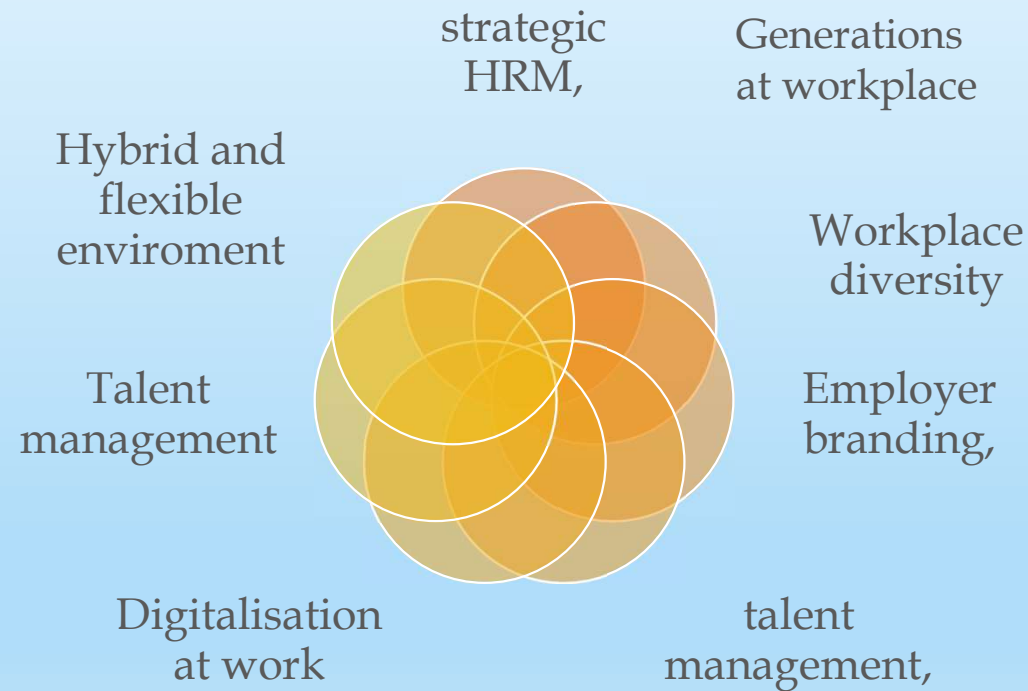 strategic
HRM,
Generations
at workplace
Workplace
diversity
Employer
branding,
talent
management,
Digitalisation
at work
Talent
management
Hybrid and
flexible
enviroment